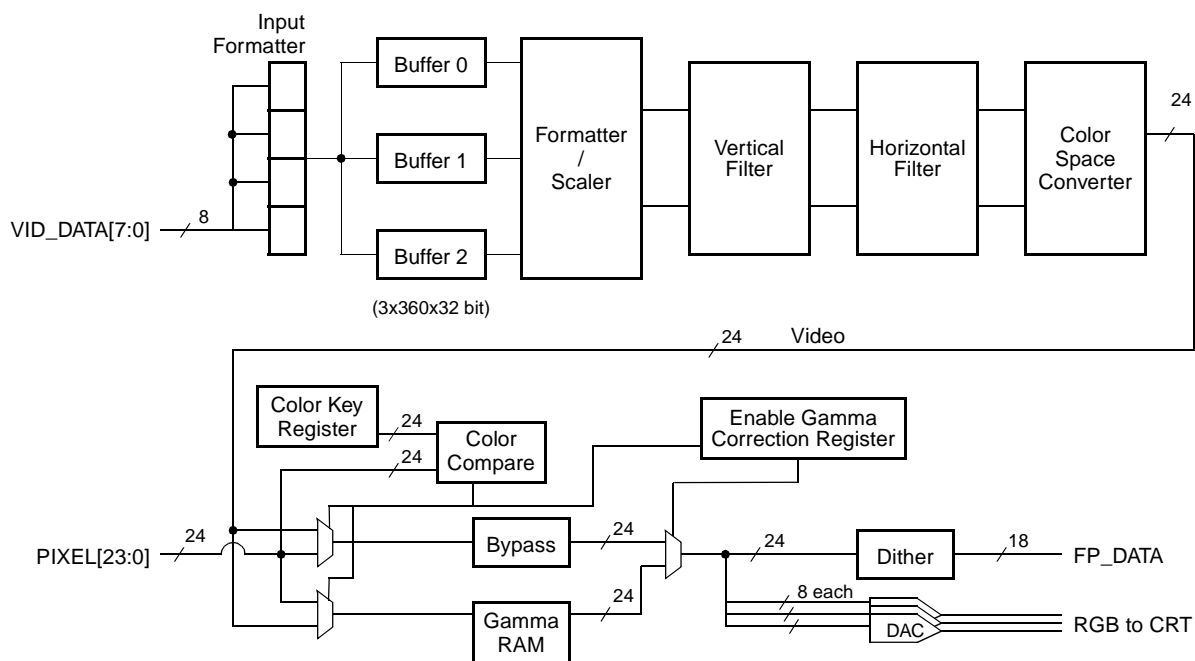 Input
Formatter
Buffer 0
Buffer 1
Buffer 2
(3x360x32 bit)
Formatter
/
Scaler
Vertical
Filter
Horizontal
Filter
Color
Space
Converter
24
VID_DATA[7:0]
8
24
Video
Color Key
Register
24
Color
Compare
24
Enable Gamma
Correction Register
PIXEL[23:0]
24
Bypass
24
24
Dither
18
FP_DATA
Gamma
RAM
24
8 each
DAC
RGB to CRT